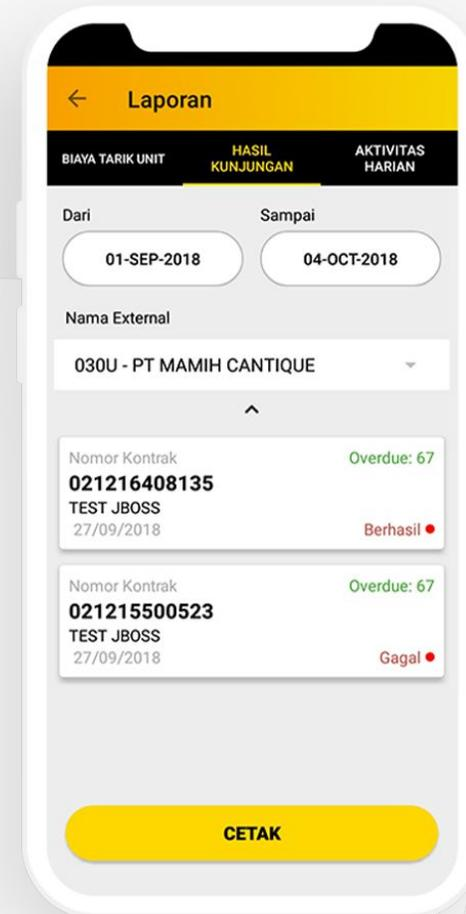 Laporan
BIAYA TARIK UNIT
HASIL
KUNJUNGAN
AKTIVITAS
HARIAN
Dari
Sampai
01-SEP-2018
04-OCT-2018
Nama External
030U - PT MAMIH CANTIQUE
Nomor Kontrak
Overdue: 67
021216408135
TEST JBOSS
27/09/2018
Berhasil
Nomor Kontrak
Overdue: 67
021215500523
TEST JBOSS
27/09/2018
Gagal
CETAK